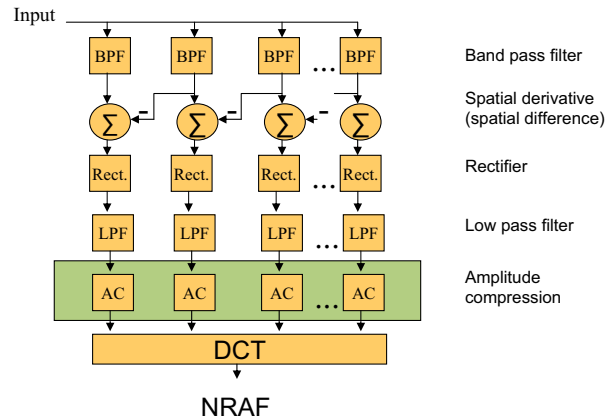 Input
BPF BPF BPF ... BPF Band pass filter
Σ - Σ - Σ - Σ Spatial derivative
(spatial difference)
Rect. Rect. Rect. ... Rect. Rectifier
LPF LPF LPF ... LPF Low pass filter
AC AC AC ... AC Amplitude
compression
DCT
NRAF